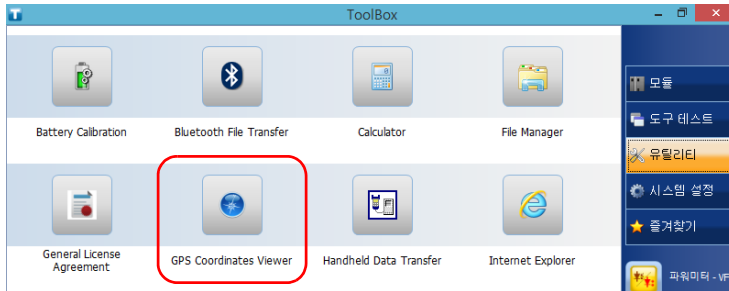 ToolBox
Battery Calibration
Bluetooth File Transfer
Calculator
File Manager
General License
Agreement
GPS Coordinates Viewer
Handheld Data Transfer
Internet Explorer
모듈
도구 테스트
유틸리티
시스템 설정
즐겨찾기
파워미터 - VF